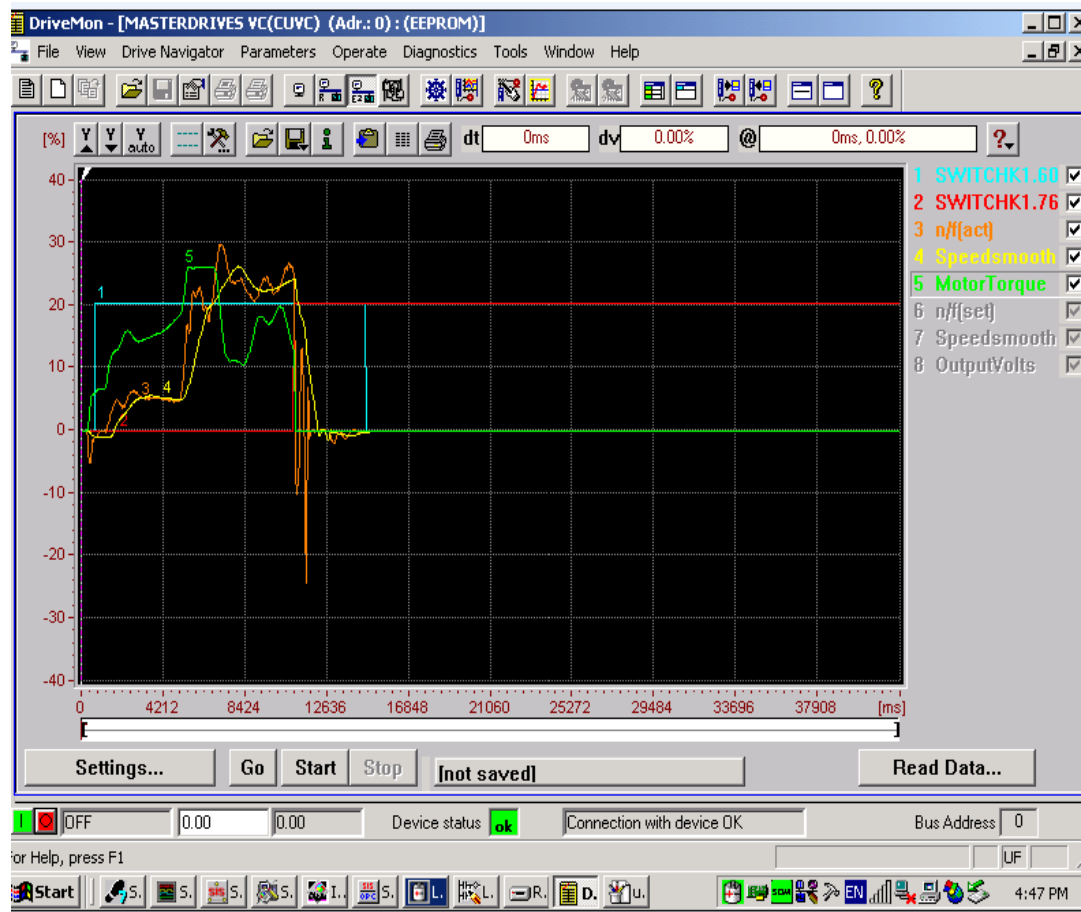 DriveMon - [MASTERDRIVES VC(CUVC) (Adr.: 0) : (EEPROM)]
File View Drive Navigator Parameters Operate Diagnostics Tools Window Help
[%] Y Y Y auto dt 0ms dv 0.00% @ 0ms, 0.00% ?
40
30
20
10
0
-10
-20
-30
-40
1
2
3
4
5
1 SWITCHK1.60
2 SWITCHK1.76
3 n/f(act)
4 Speedsmooth
5 MotorTorque
6 n/f(set)
7 Speedsmooth
8 OutputVolts
0 4212 8424 12636 16848 21060 25272 29484 33696 37908 [ms]
Settings... Go Start Stop [not saved] Read Data...
OFF 0.00 0.00 Device status ok Connection with device OK Bus Address 0
or Help, press F1 UF
Start S. S. S. S. I.. S. L. L. R. D. u. EN 4:47 PM